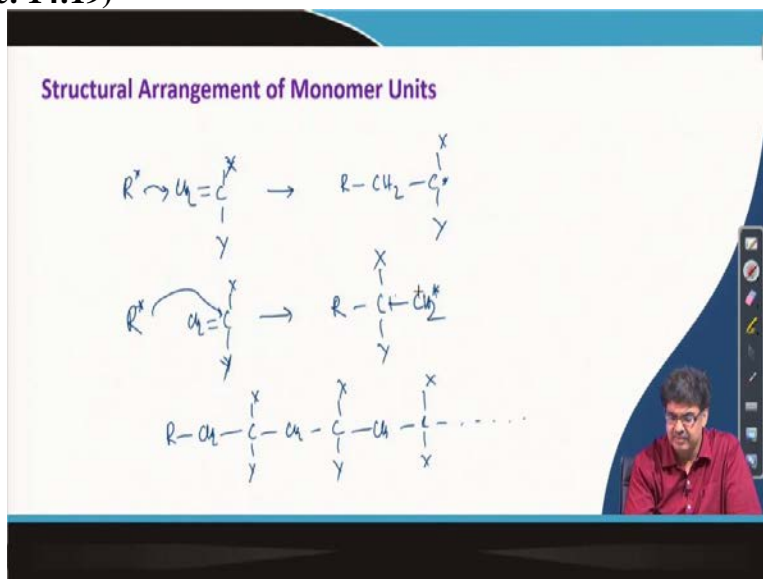 Structural Arrangement of Monomer Units
X
R* CH2=C → R-CH2-C*
Y Y
X
X
R* CH2=C → R-C-CH2*
Y Y
X X X
R-CH2-C-CH2-C-CH2-C-.......
Y Y X